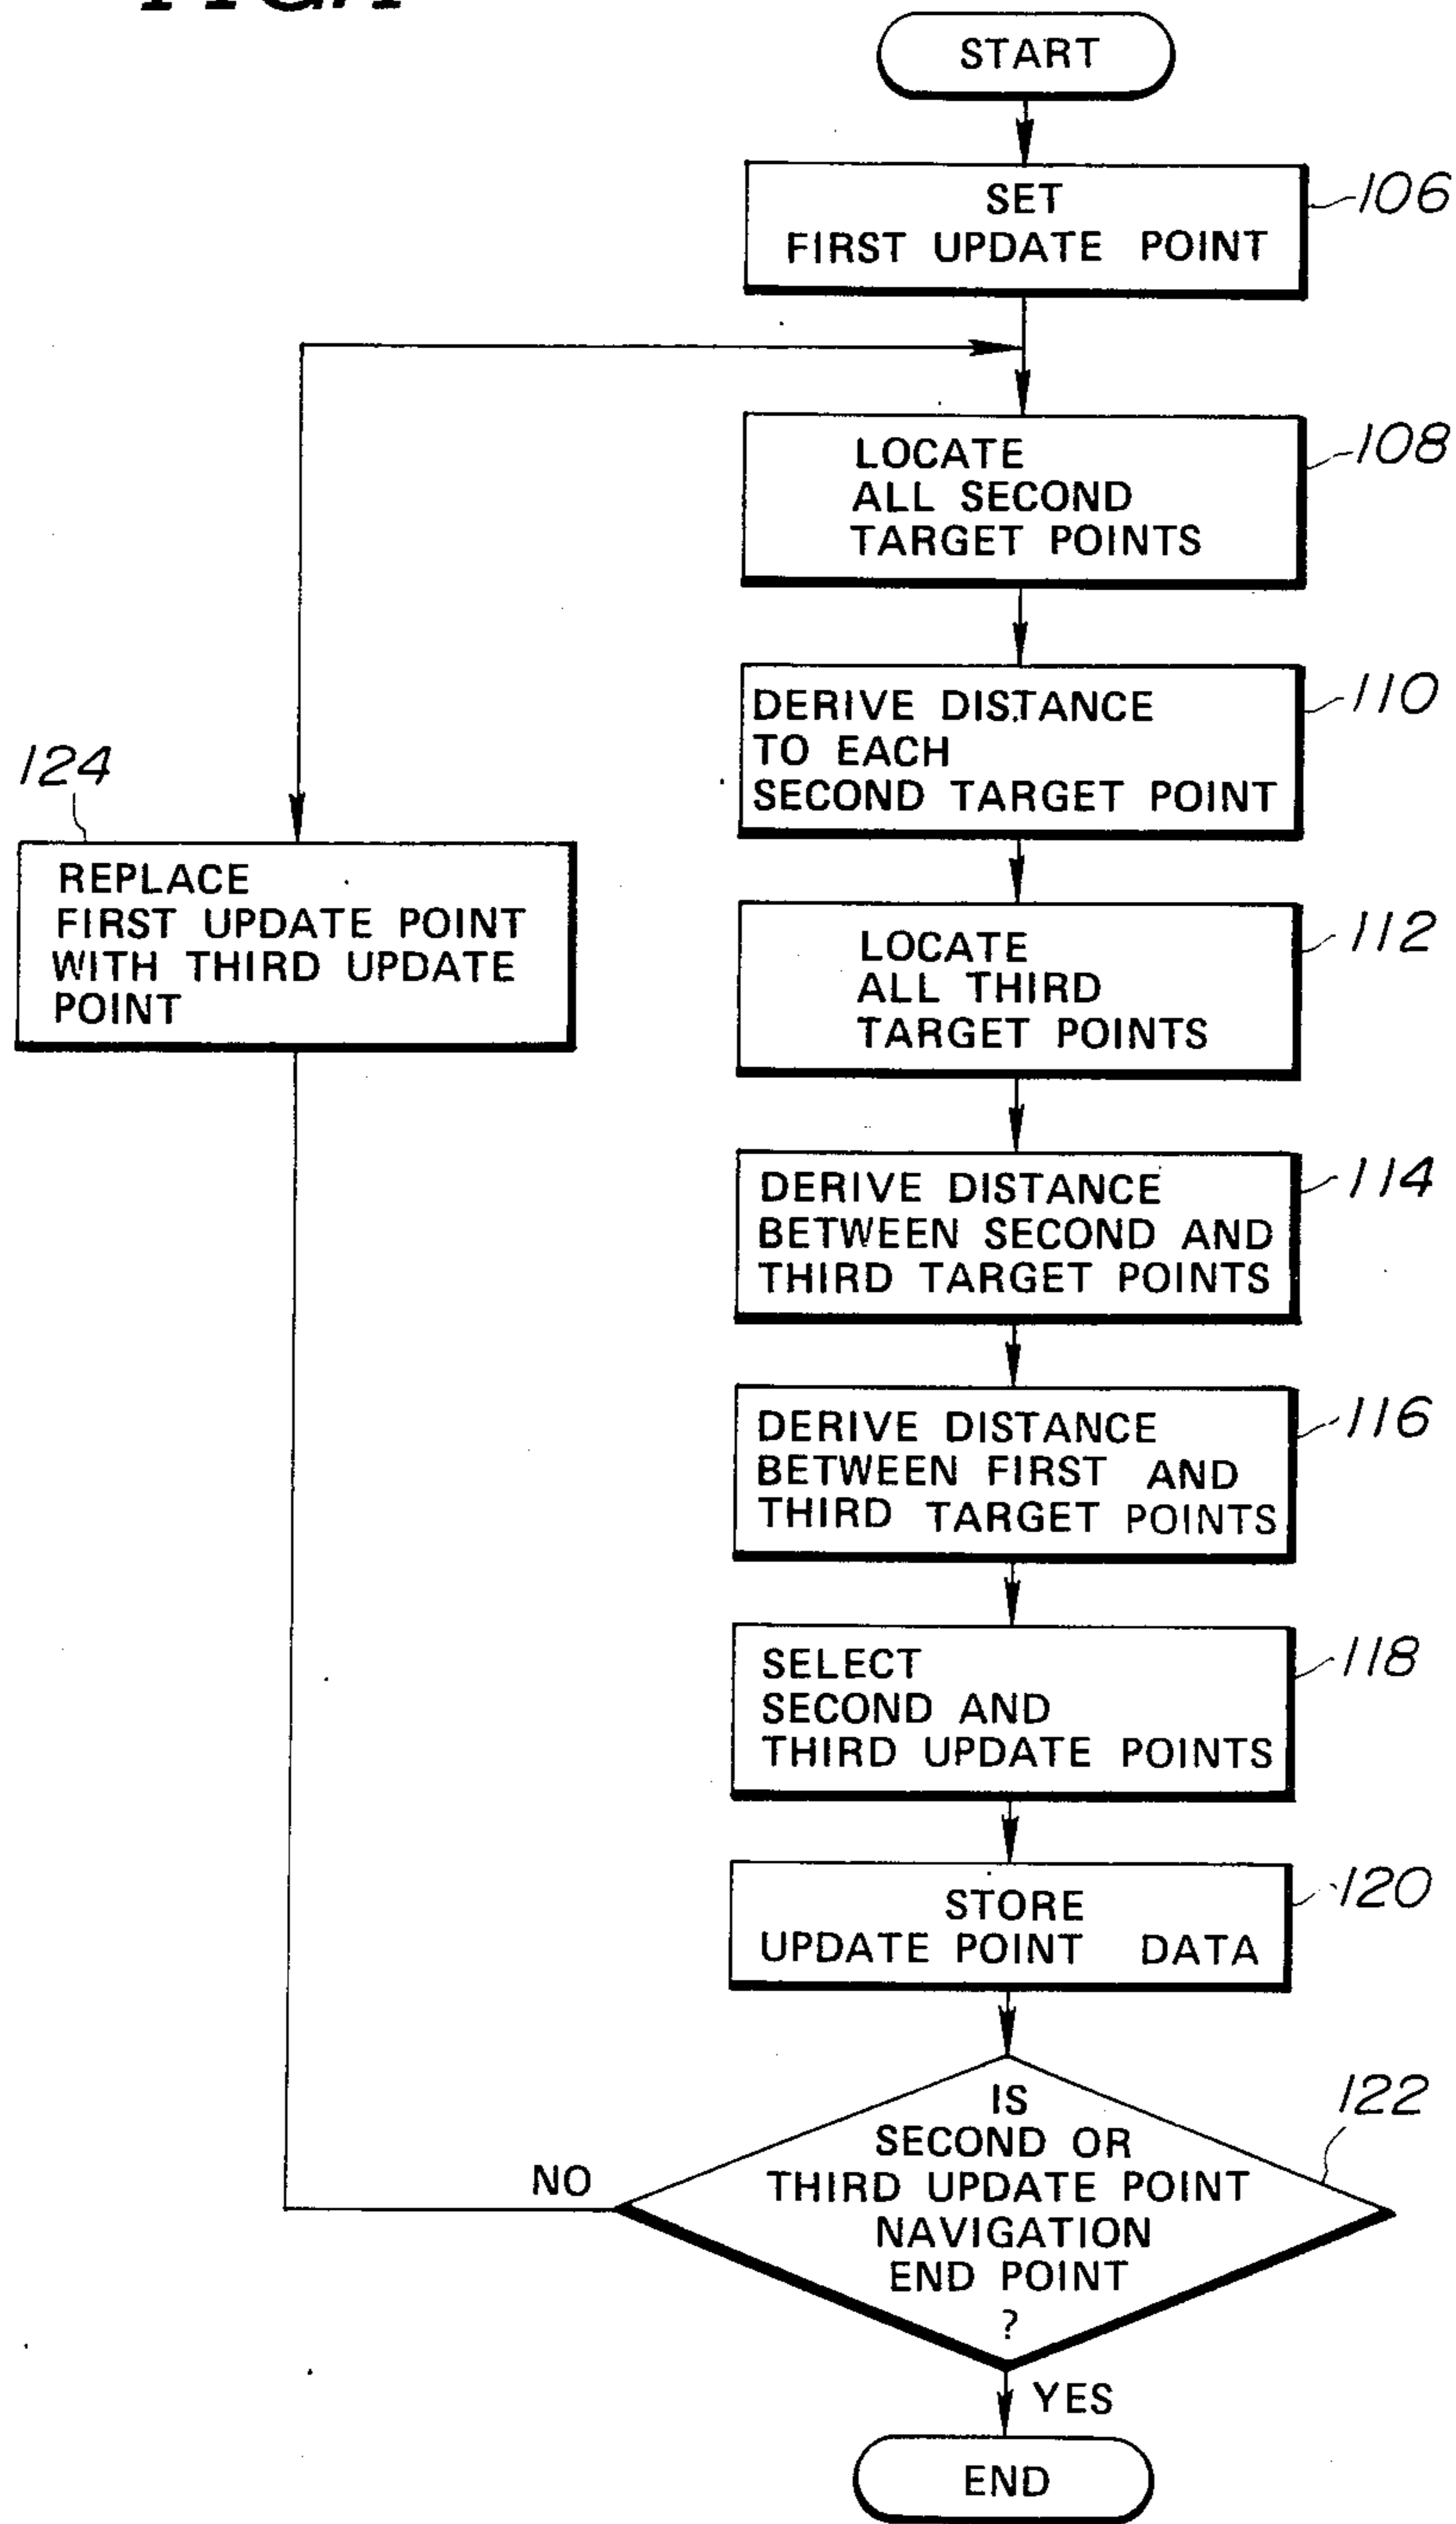 START
SET
FIRST UPDATE POINT
106
LOCATE
ALL SECOND
TARGET POINTS
108
DERIVE DISTANCE
TO EACH
SECOND TARGET POINT
110
124
REPLACE
FIRST UPDATE POINT
WITH THIRD UPDATE
POINT
LOCATE
ALL THIRD
TARGET POINTS
112
DERIVE DISTANCE
BETWEEN SECOND AND
THIRD TARGET POINTS
114
DERIVE DISTANCE
BETWEEN FIRST AND
THIRD TARGET POINTS
116
SELECT
SECOND AND
THIRD UPDATE POINTS
118
STORE
UPDATE POINT DATA
120
IS
SECOND OR
THIRD UPDATE POINT
NAVIGATION
END POINT
?
122
NO
YES
END